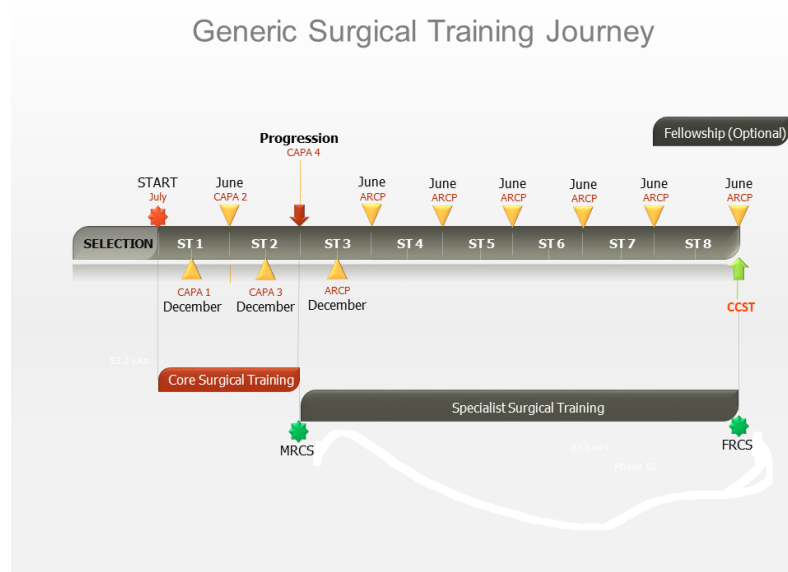 Generic Surgical Training Journey
Fellowship (Optional)
Progression
CAPA 4
START
July
June
CAPA 2
June
ARCP
June
ARCP
June
ARCP
June
ARCP
June
ARCP
June
ARCP
SELECTION
ST 1
ST 2
ST 3
ST 4
ST 5
ST 6
ST 7
ST 8
CAPA 1
December
CAPA 3
December
ARCP
December
CCST
Core Surgical Training
Specialist Surgical Training
MRCS
FRCS
Phase III